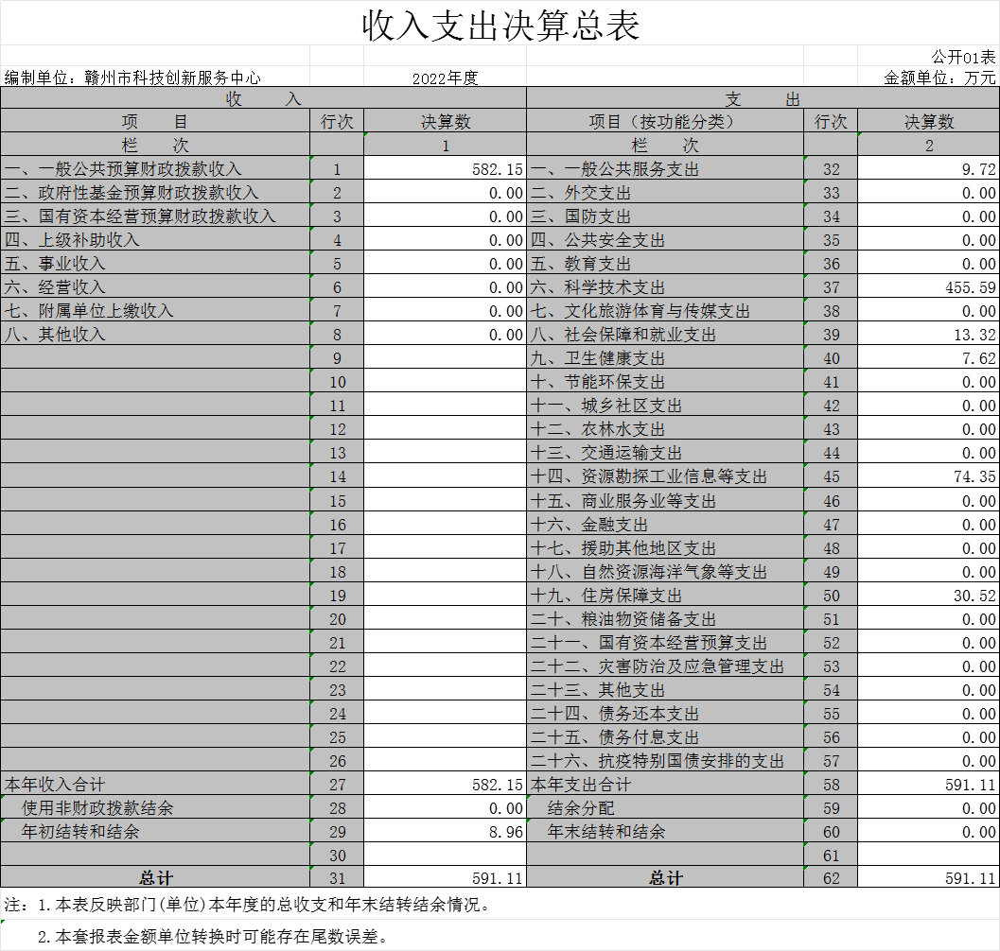 收入支出决算总表
公开01表
编制单位：赣州市科技创新服务中心 2022年度 金额单位：万元
收 入 支 出
项 目 行次 决算数 项目（按功能分类） 行次 决算数
栏 次 1 栏 次 2
一、一般公共预算财政拨款收入 1 582.15 一、一般公共服务支出 32 9.72
二、政府性基金预算财政拨款收入 2 0.00 二、外交支出 33 0.00
三、国有资本经营预算财政拨款收入 3 0.00 三、国防支出 34 0.00
四、上级补助收入 4 0.00 四、公共安全支出 35 0.00
五、事业收入 5 0.00 五、教育支出 36 0.00
六、经营收入 6 0.00 六、科学技术支出 37 455.59
七、附属单位上缴收入 7 0.00 七、文化旅游体育与传媒支出 38 0.00
八、其他收入 8 0.00 八、社会保障和就业支出 39 13.32
9 九、卫生健康支出 40 7.62
10 十、节能环保支出 41 0.00
11 十一、城乡社区支出 42 0.00
12 十二、农林水支出 43 0.00
13 十三、交通运输支出 44 0.00
14 十四、资源勘探工业信息等支出 45 74.35
15 十五、商业服务业等支出 46 0.00
16 十六、金融支出 47 0.00
17 十七、援助其他地区支出 48 0.00
18 十八、自然资源海洋气象等支出 49 0.00
19 十九、住房保障支出 50 30.52
20 二十、粮油物资储备支出 51 0.00
21 二十一、国有资本经营预算支出 52 0.00
22 二十二、灾害防治及应急管理支出 53 0.00
23 二十三、其他支出 54 0.00
24 二十四、债务还本支出 55 0.00
25 二十五、债务付息支出 56 0.00
26 二十六、抗疫特别国债安排的支出 57 0.00
本年收入合计 27 582.15 本年支出合计 58 591.11
使用非财政拨款结余 28 0.00 结余分配 59 0.00
年初结转和结余 29 8.96 年末结转和结余 60 0.00
30 61
总计 31 591.11 总计 62 591.11
注：1.本表反映部门(单位)本年度的总收支和年末结转结余情况。
2.本套报表金额单位转换时可能存在尾数误差。